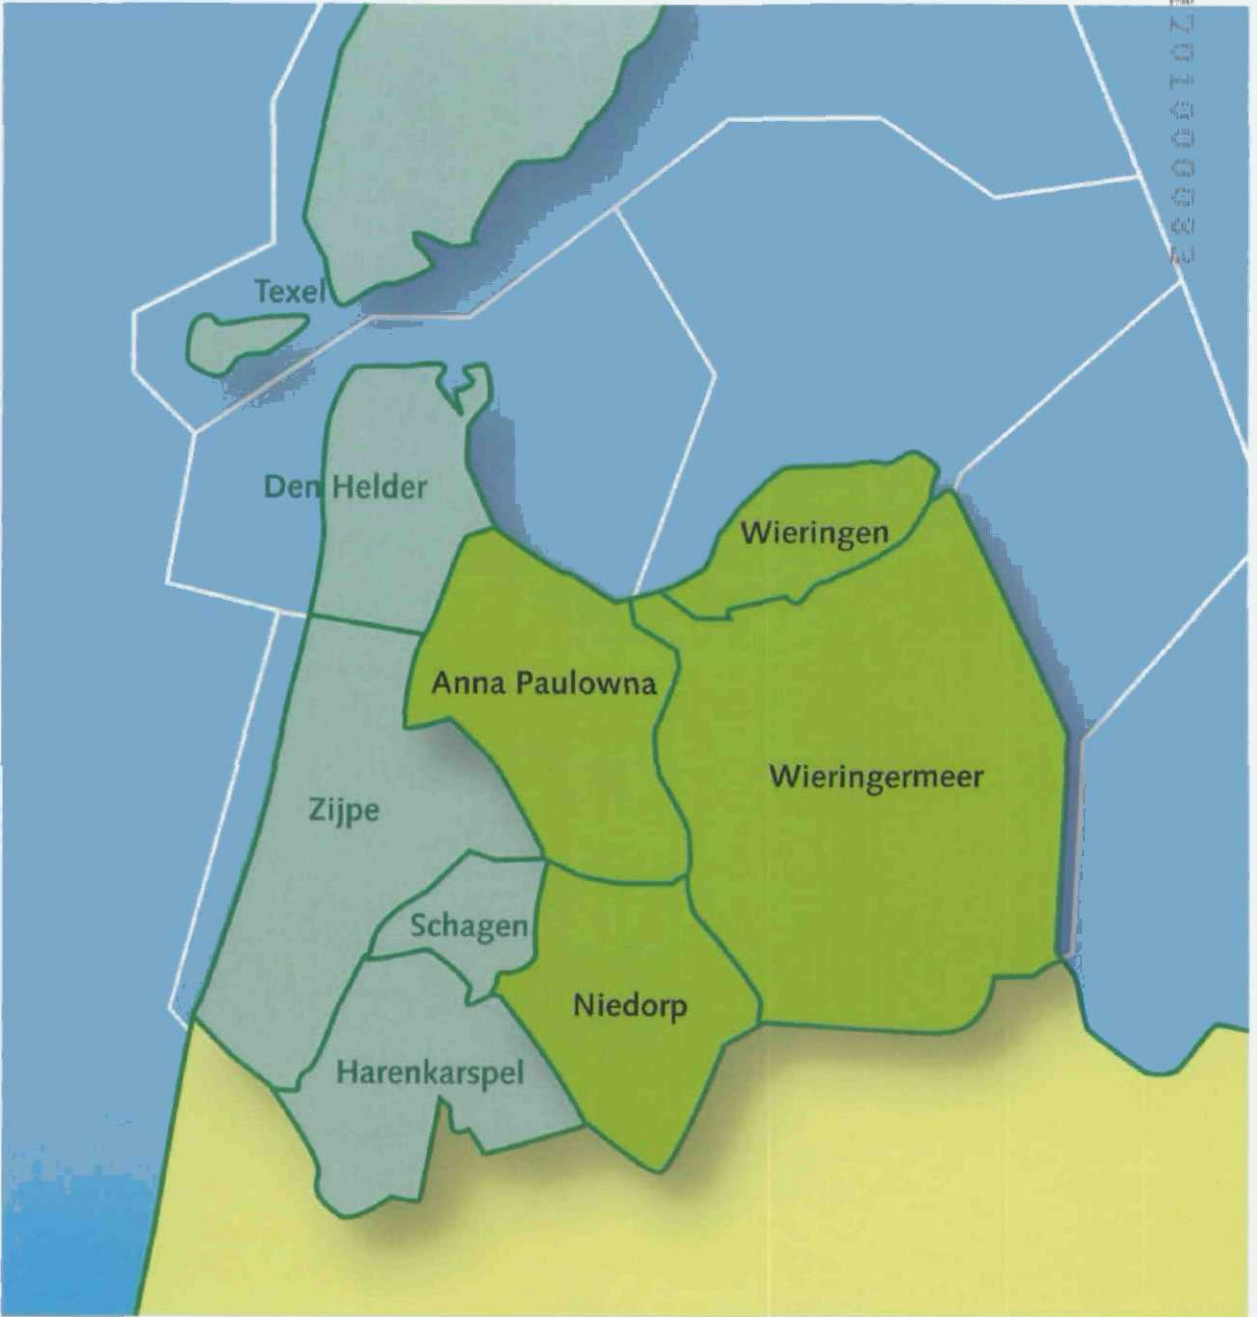 Texel
Den Helder
Wieringen
Anna Paulowna
Wieringermeer
Zijpe
Schagen
Niedorp
Harenkarspel